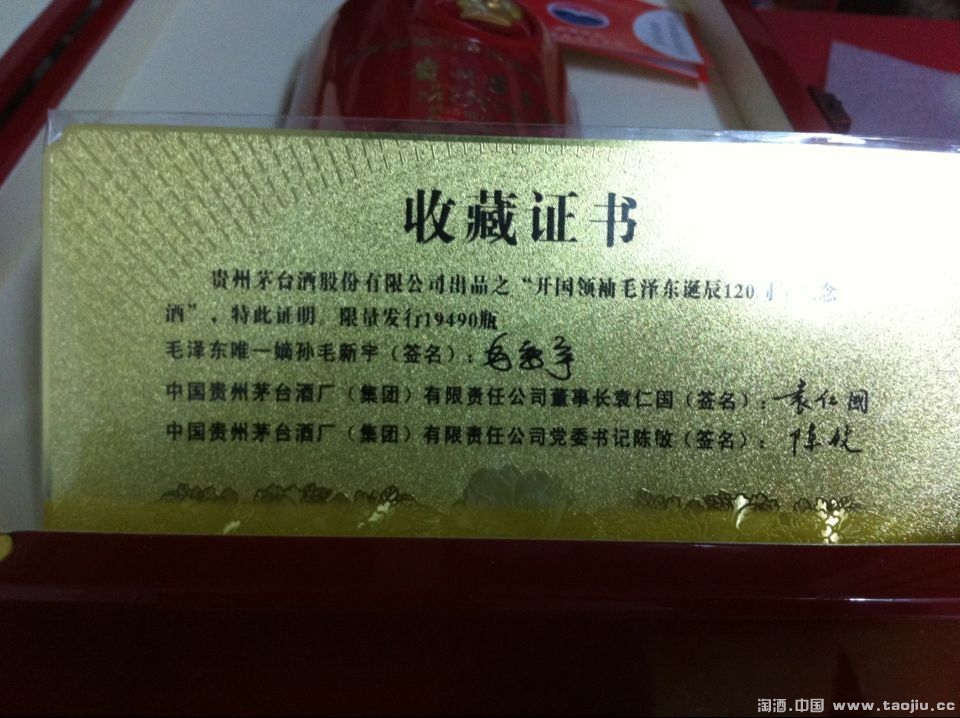 收藏证书
贵州茅台酒股份有限公司出品之“开国领袖毛泽东诞辰120周年纪念
酒”，特此证明。限量发行19490瓶
毛泽东唯一嫡孙毛新宇（签名）：毛新宇
中国贵州茅台酒厂（集团）有限责任公司董事长袁仁国（签名）：袁仁国
中国贵州茅台酒厂（集团）有限责任公司党委书记陈敏（签名）：陈敏
淘酒.中国 www.taojiu.cc